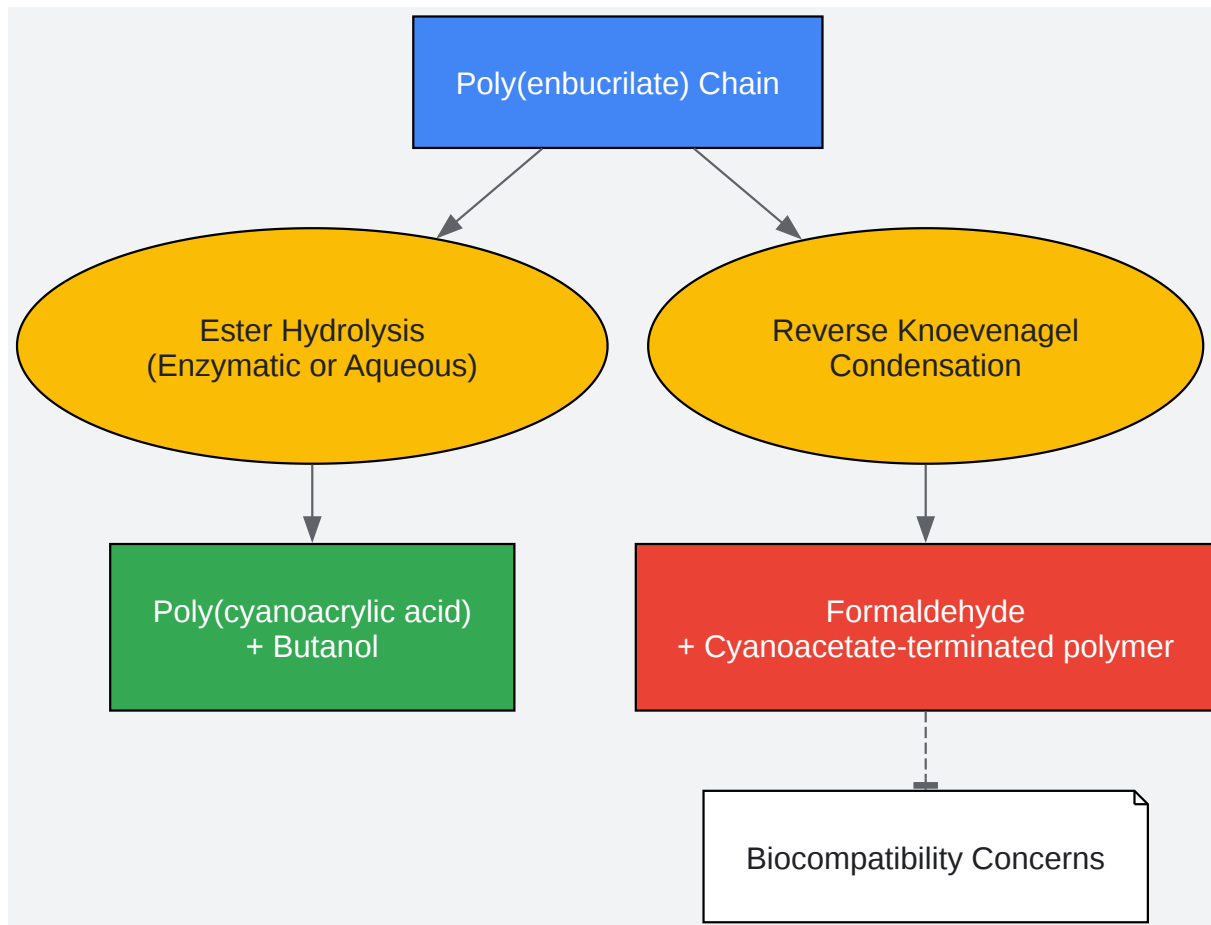 Poly(enbucrilate) Chain
Ester Hydrolysis
(Enzymatic or Aqueous)
Reverse Knoevenagel
Condensation
Poly(cyanoacrylic acid)
+ Butanol
Formaldehyde
+ Cyanoacetate-terminated polymer
Biocompatibility Concerns